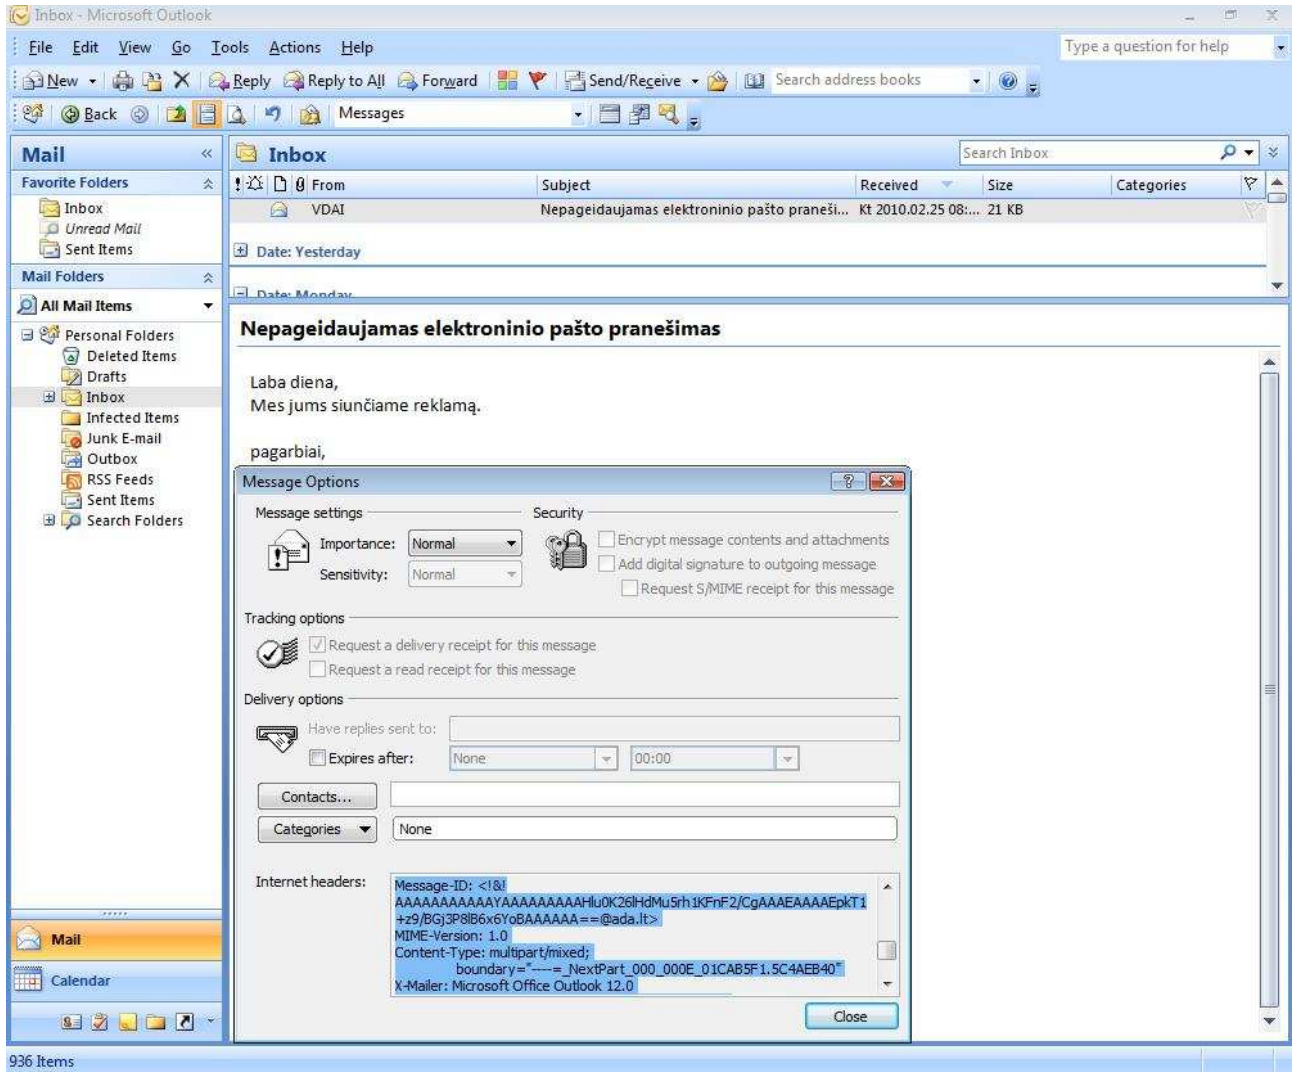 Inbox - Microsoft Outlook
File Edit View Go Tools Actions Help Type a question for help
New Reply Reply to All Forward Send/Receive Search address books
Back Messages
Mail «
Favorite Folders
Inbox
Unread Mail
Sent Items
Mail Folders
All Mail Items
Personal Folders
Deleted Items
Drafts
Inbox
Infected Items
Junk E-mail
Outbox
RSS Feeds
Sent Items
Search Folders
Mail
Calendar
Inbox Search Inbox
From Subject Received Size Categories
VDAI Nepageidaujamas elektroninio pašto praneši... Kt 2010.02.25 08:... 21 KB
Date: Yesterday
Date: Monday
Nepageidaujamas elektroninio pašto pranešimas
Laba diena,
Mes jums siunčiame reklamą.
pagarbiai,
Message Options
Message settings
Importance: Normal
Sensitivity: Normal
Security
Encrypt message contents and attachments
Add digital signature to outgoing message
Request S/MIME receipt for this message
Tracking options
Request a delivery receipt for this message
Request a read receipt for this message
Delivery options
Have replies sent to:
Expires after: None 00:00
Contacts...
Categories None
Internet headers:
Message-ID: <!&!
MIME-Version: 1.0
Content-Type: multipart/mixed;
boundary="----=_NextPart_000_000E_01CAB5F1.5C4AEB40"
X-Mailer: Microsoft Office Outlook 12.0
Close
936 Items